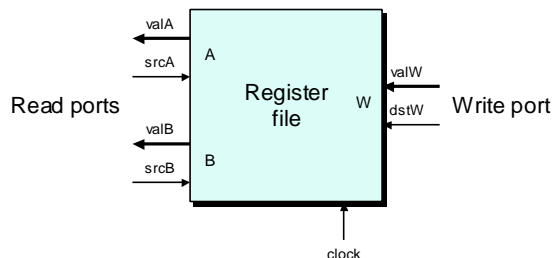 valA
srcA
A
Read ports
valB
srcB
B
Register
file
W
valW
dstW
Write port
clock